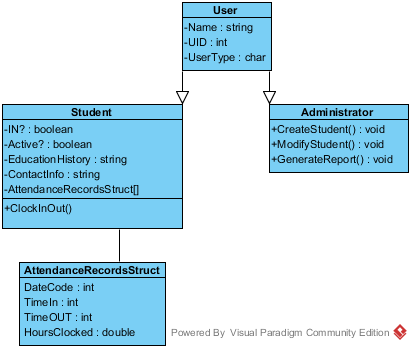 User
-Name : string
-UID : int
-UserType : char
Student
-IN? : boolean
-Active? : boolean
-EducationHistory : string
-ContactInfo : string
-AttendanceRecordsStruct[]
+ClockInOut()
Administrator
+CreateStudent() : void
+ModifyStudent() : void
+GenerateReport() : void
AttendanceRecordsStruct
DateCode : int
TimeIn : int
TimeOUT : int
HoursClocked : double
Powered By Visual Paradigm Community Edition